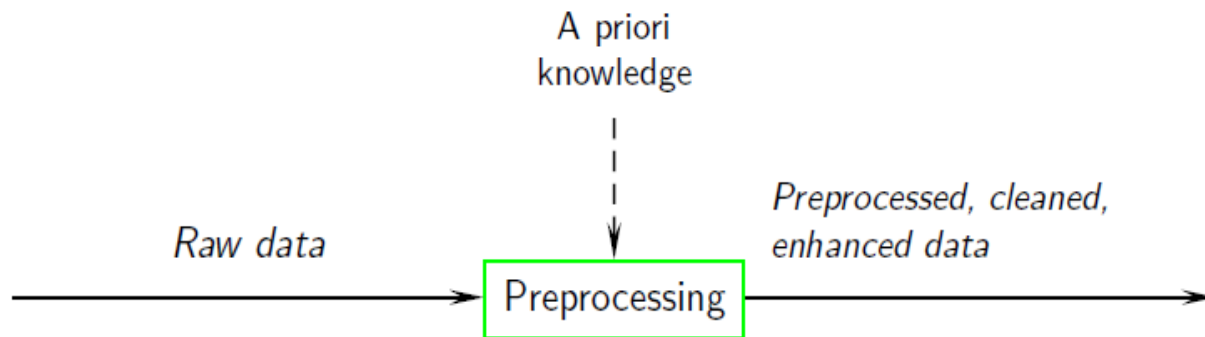 A priori
knowledge
Raw data
Preprocessing
Preprocessed, cleaned,
enhanced data